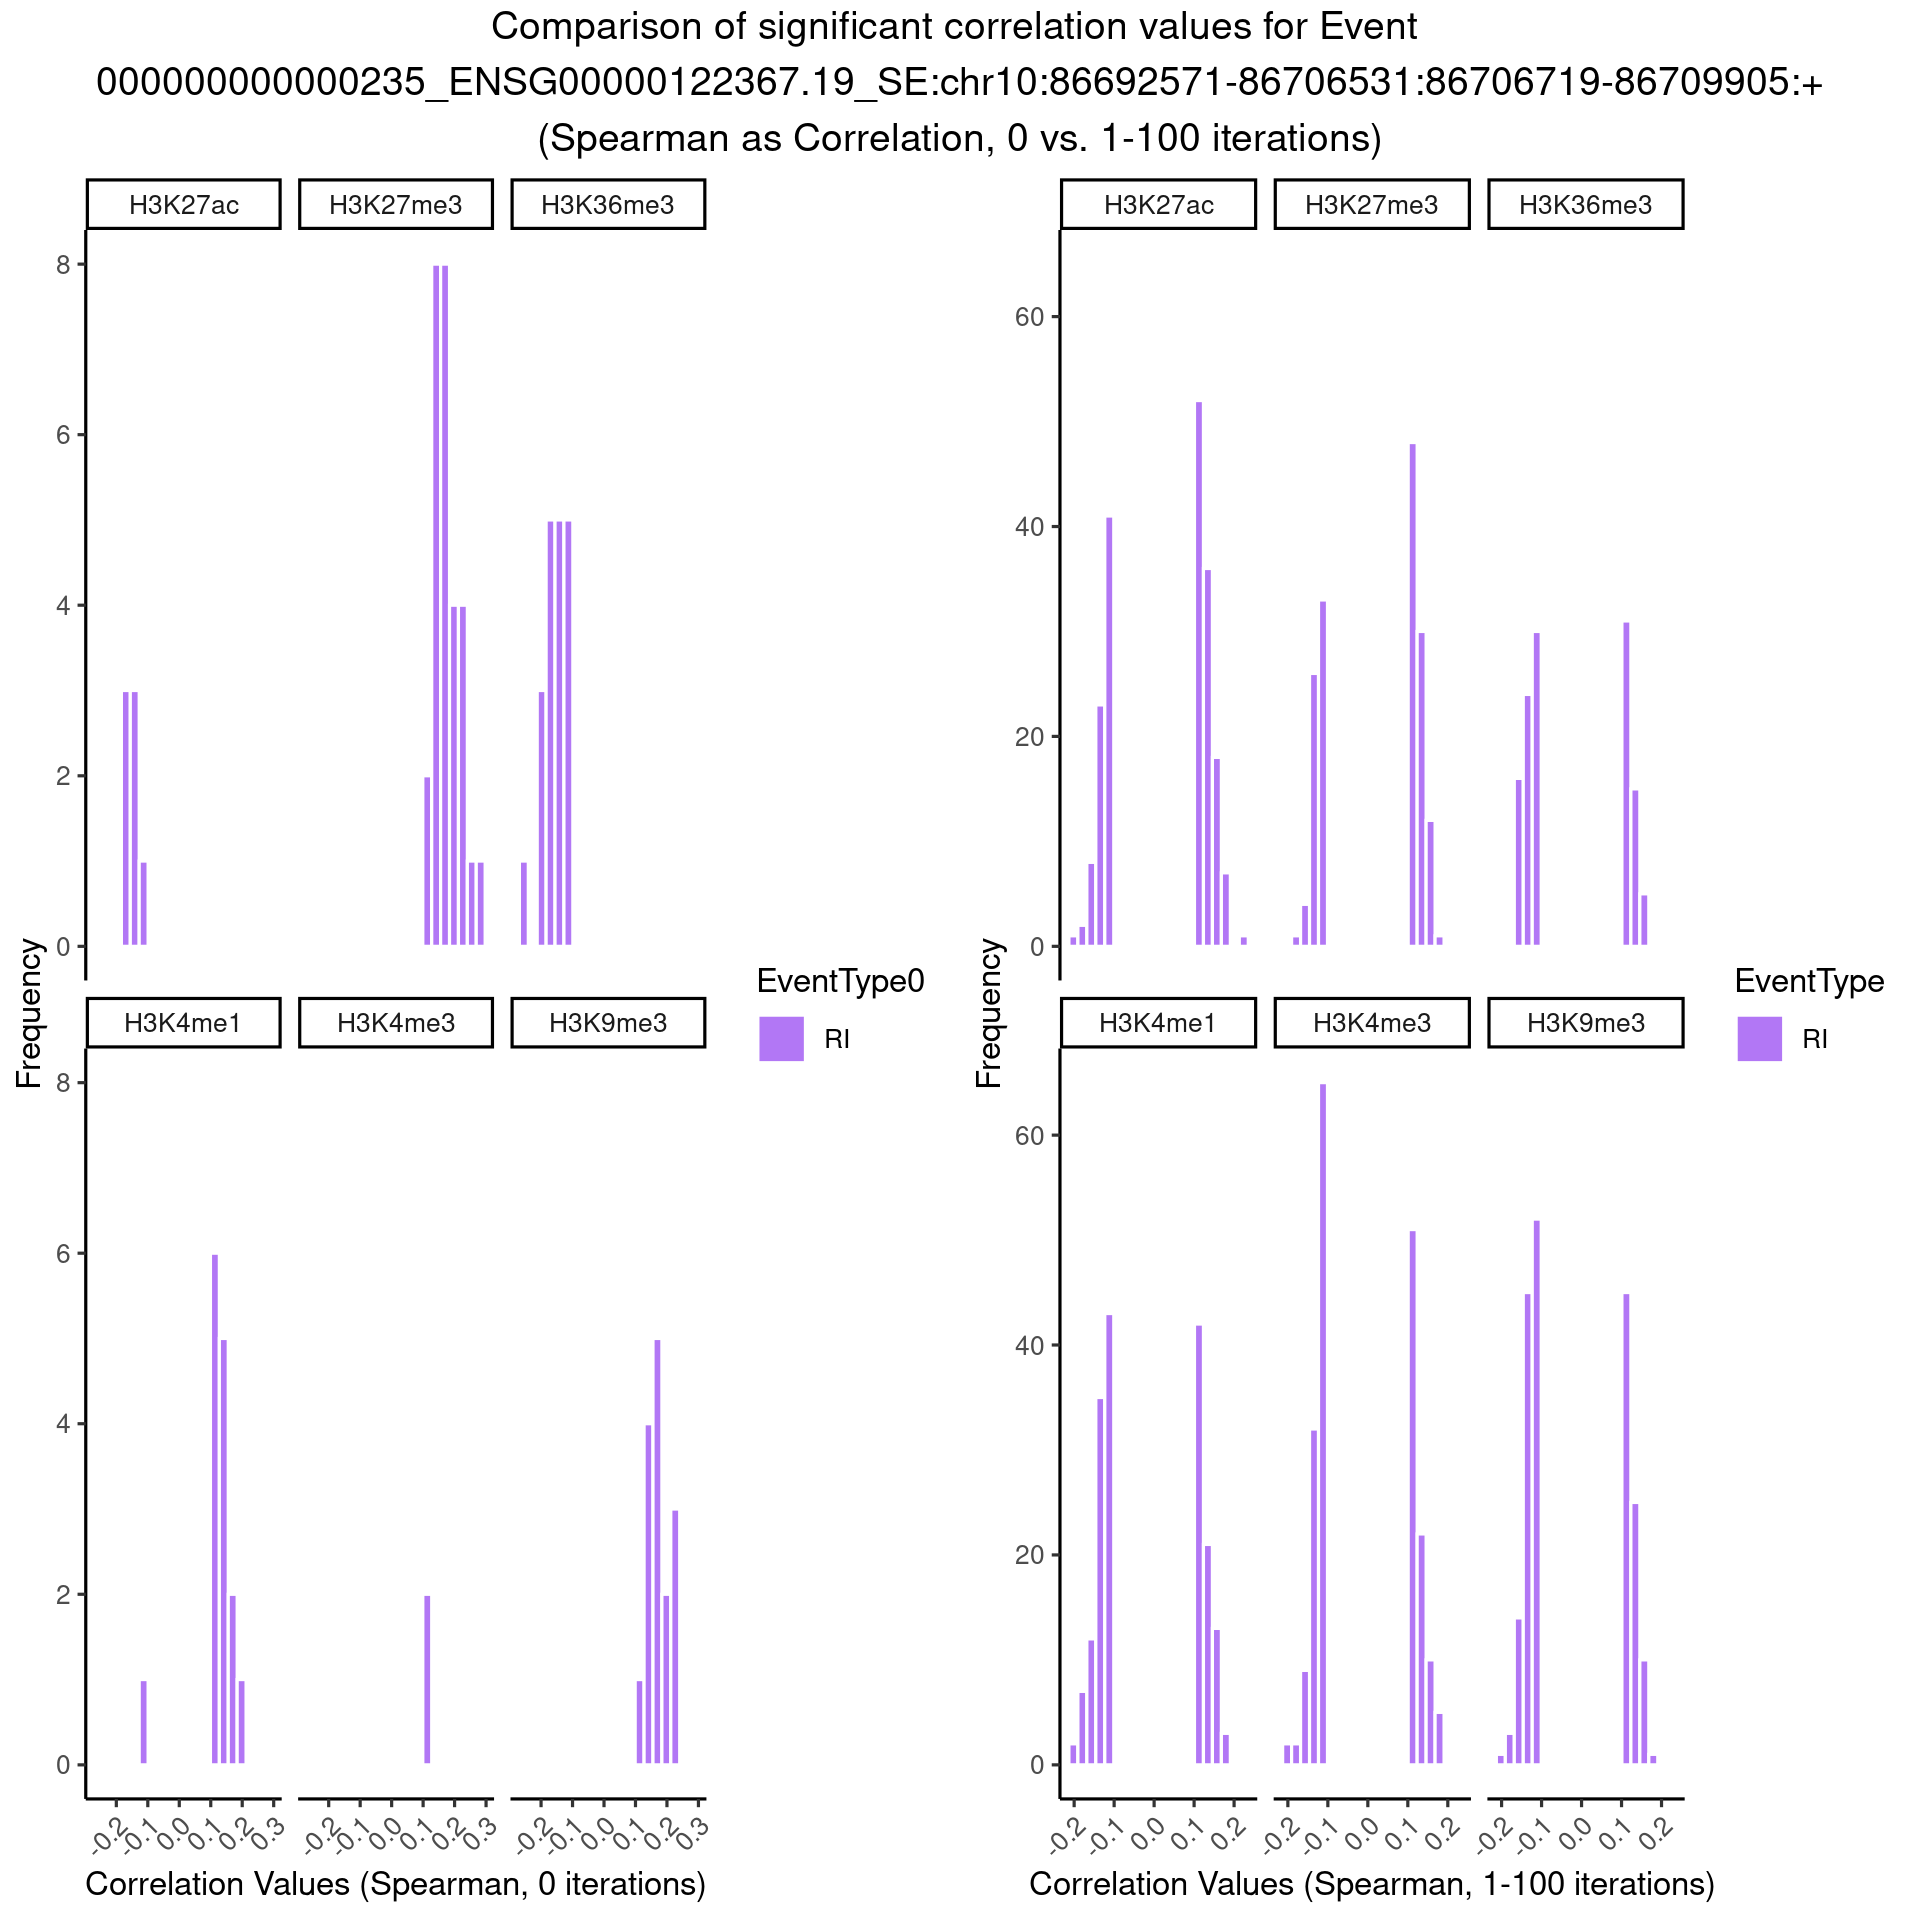 Comparison of significant correlation values for Event
000000000000235_ENSG00000122367.19_SE:chr10:86692571-86706531:86706719-86709905:+
(Spearman as Correlation, 0 vs. 1-100 iterations)
H3K27ac H3K27me3 H3K36me3
8
6
4
2
0
H3K4me1 H3K4me3 H3K9me3
8
6
4
2
0
-0.2 -0.1 0.0 0.1 0.2 0.3 -0.2 -0.1 0.0 0.1 0.2 0.3 -0.2 -0.1 0.0 0.1 0.2 0.3
Frequency
Correlation Values (Spearman, 0 iterations)
EventType0
RI
H3K27ac H3K27me3 H3K36me3
60
40
20
0
H3K4me1 H3K4me3 H3K9me3
60
40
20
0
-0.2 -0.1 0.0 0.1 0.2 -0.2 -0.1 0.0 0.1 0.2 -0.2 -0.1 0.0 0.1 0.2
Frequency
Correlation Values (Spearman, 1-100 iterations)
EventType
RI